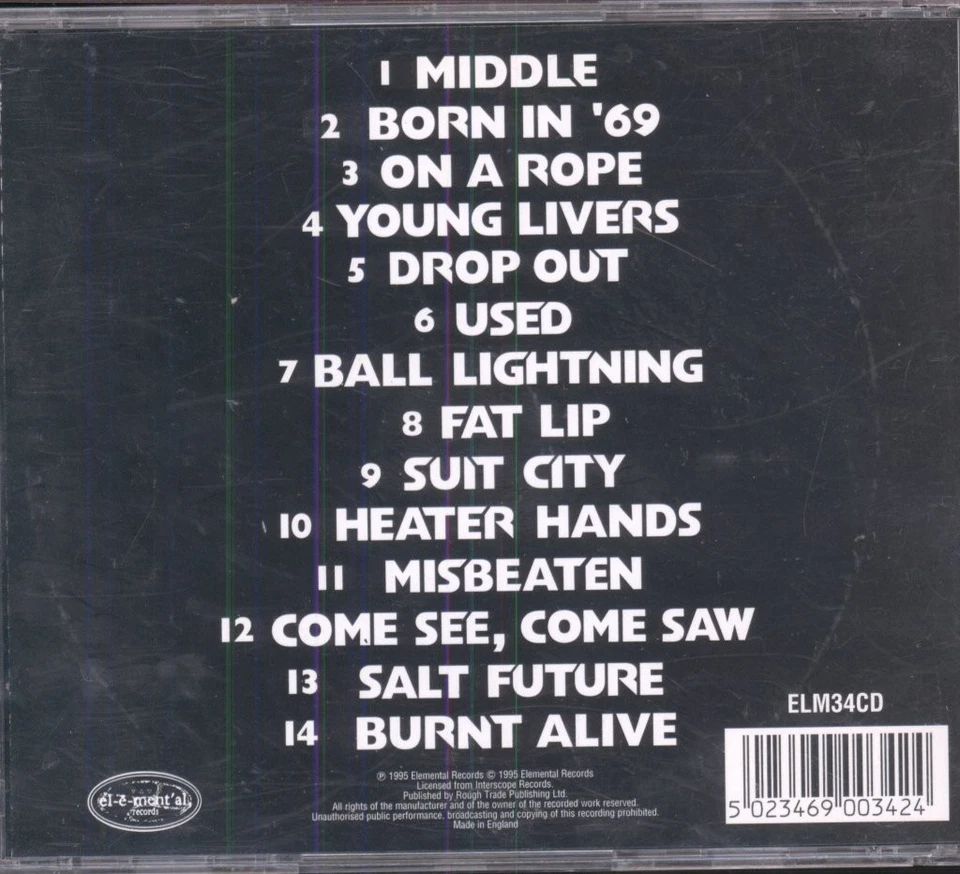 1 MIDDLE
2 BORN IN '69
3 ON A ROPE
4 YOUNG LIVERS
5 DROP OUT
6 USED
7 BALL LIGHTNING
8 FAT LIP
9 SUIT CITY
10 HEATER HANDS
11 MISBEATEN
12 COME SEE, COME SAW
13 SALT FUTURE
14 BURNT ALIVE
ELM34CD
5 023469 003424
él-ĕ-ment'al
records
℗ 1995 Elemental Records © 1995 Elemental Records
Licensed from Interscope Records.
Published by Rough Trade Publishing Ltd.
All rights of the manufacturer and of the owner of the recorded work reserved.
Unauthorised public performance, broadcasting and copying of this recording prohibited.
Made in England